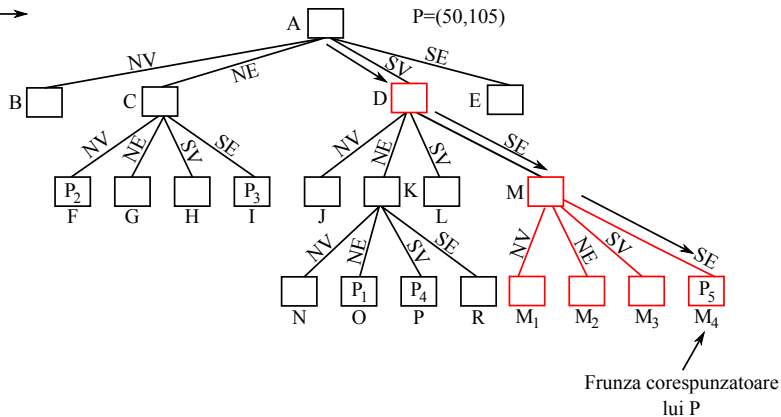 A P=(50,105)
NV NE SV SE
B C D E
NV NE SV SE NV NE SV SE
P2 P3 K M
F G H I J L
NV NE SV SE NV NE SV SE
P1 P4 P5
N O P R M1 M2 M3 M4
Frunza corespunzatoare
lui P